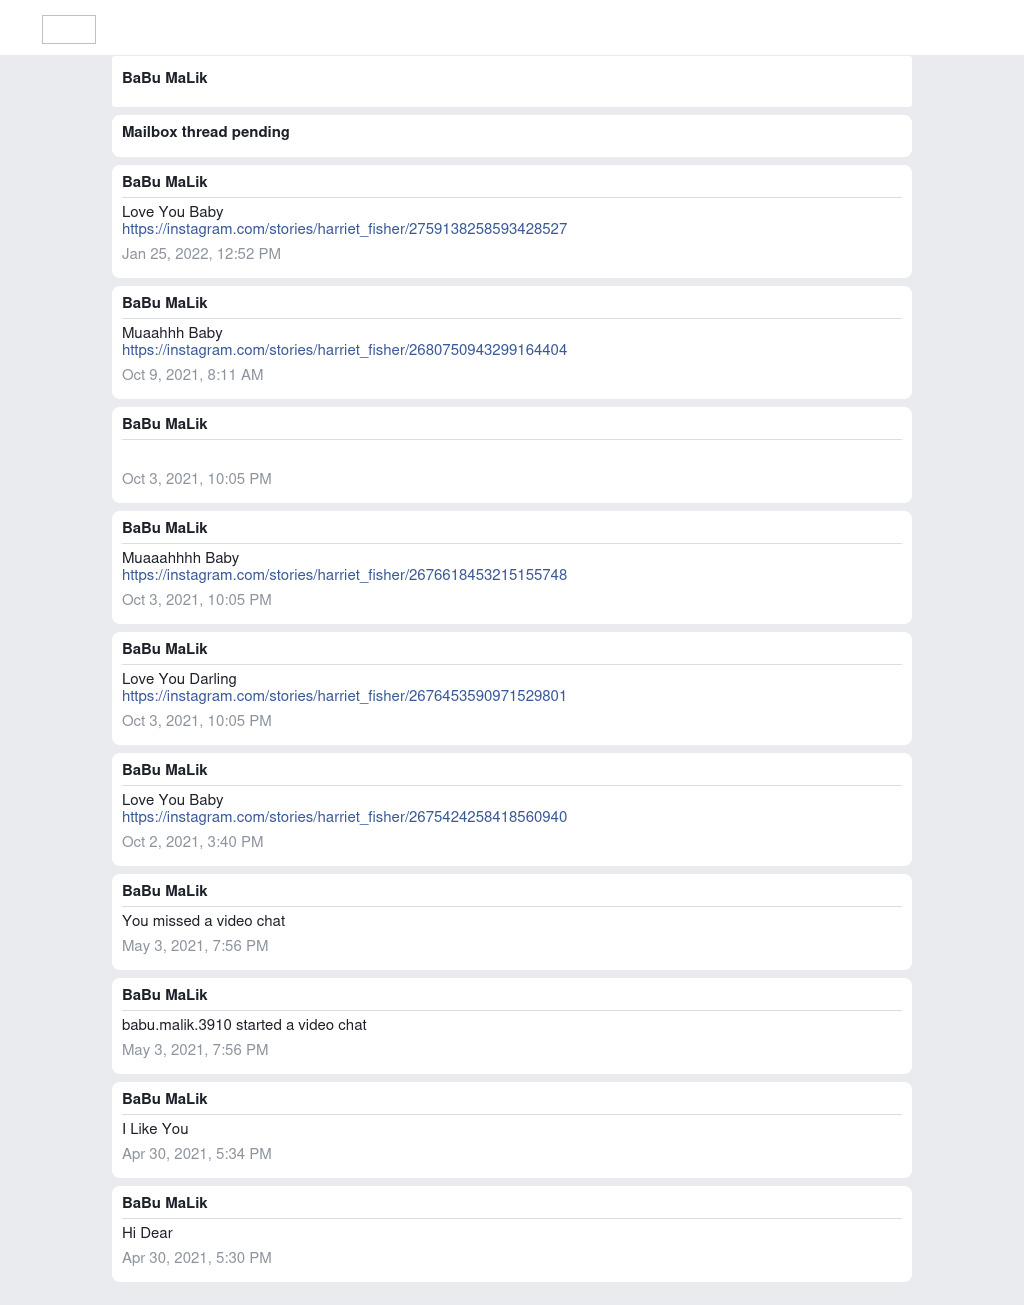 BaBu MaLik
Mailbox thread pending
BaBu MaLik
Love You Baby
https://instagram.com/stories/harriet_fisher/2759138258593428527
Jan 25, 2022, 12:52 PM
BaBu MaLik
Muaahhh Baby
https://instagram.com/stories/harriet_fisher/2680750943299164404
Oct 9, 2021, 8:11 AM
BaBu MaLik
Oct 3, 2021, 10:05 PM
BaBu MaLik
Muaaahhhh Baby
https://instagram.com/stories/harriet_fisher/2676618453215155748
Oct 3, 2021, 10:05 PM
BaBu MaLik
Love You Darling
https://instagram.com/stories/harriet_fisher/2676453590971529801
Oct 3, 2021, 10:05 PM
BaBu MaLik
Love You Baby
https://instagram.com/stories/harriet_fisher/2675424258418560940
Oct 2, 2021, 3:40 PM
BaBu MaLik
You missed a video chat
May 3, 2021, 7:56 PM
BaBu MaLik
babu.malik.3910 started a video chat
May 3, 2021, 7:56 PM
BaBu MaLik
I Like You
Apr 30, 2021, 5:34 PM
BaBu MaLik
Hi Dear
Apr 30, 2021, 5:30 PM